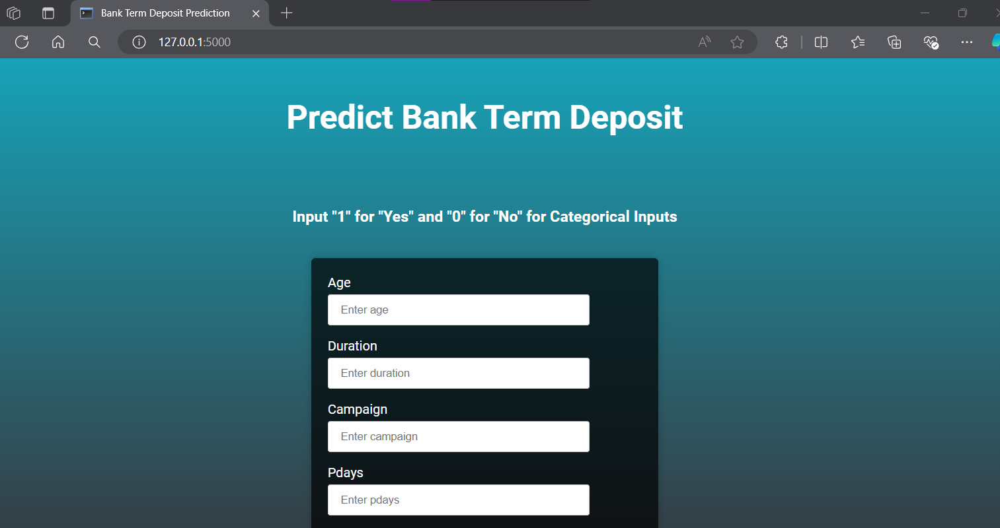 Bank Term Deposit Prediction
127.0.0.1:5000
Predict Bank Term Deposit
Input "1" for "Yes" and "0" for "No" for Categorical Inputs
Age
Enter age
Duration
Enter duration
Campaign
Enter campaign
Pdays
Enter pdays